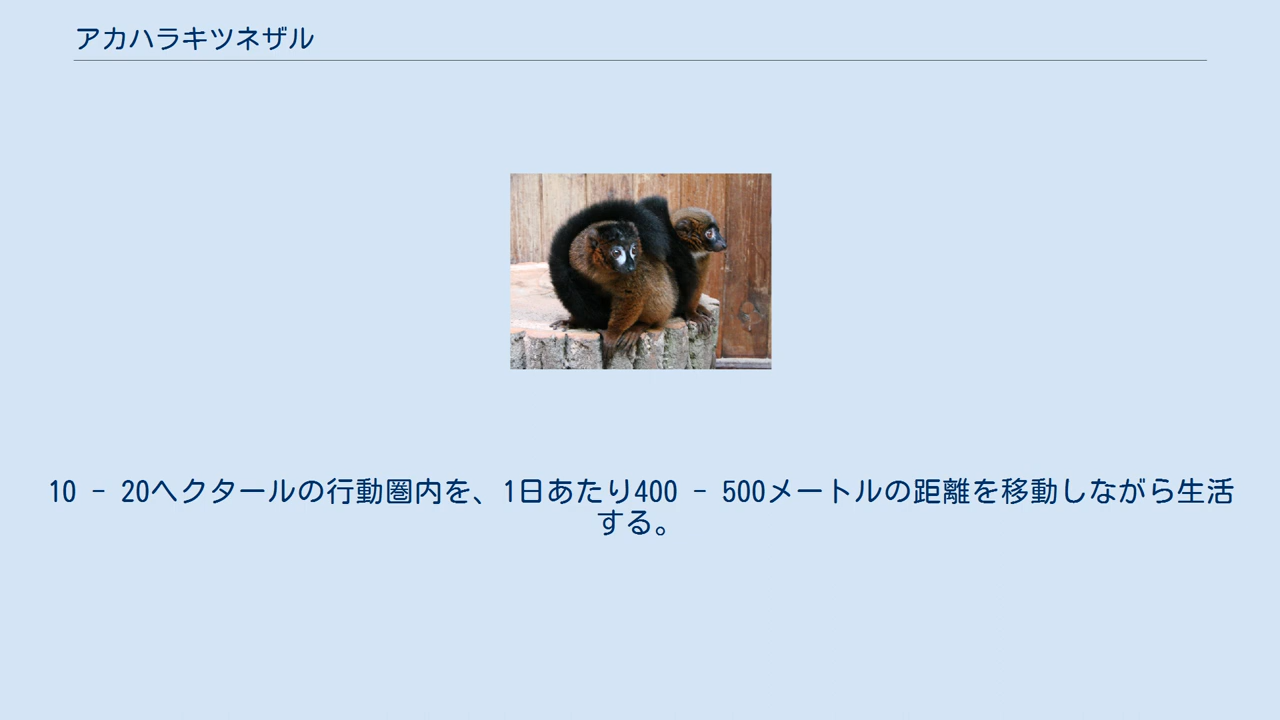 アカハラキツネザル
10 - 20ヘクタールの行動圏内を、1日あたり400 - 500メートルの距離を移動しながら生活
する。